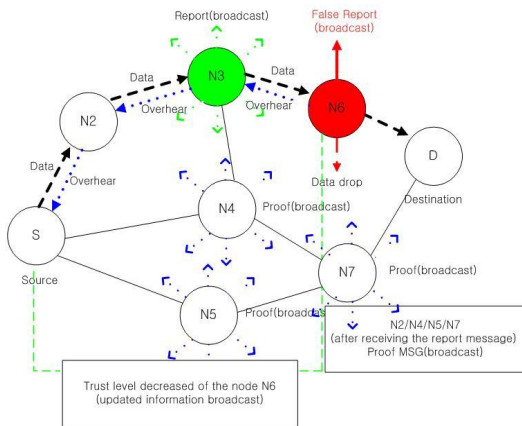 False Report
(broadcast)
Report(broadcast)
N3
Data
Data
Overhear
Overhear
N6
N2
Data
Overhear
D
Data drop
Destination
N4
Proof(broadcast)
S
Source
N7
Proof(broadcast)
N5
Proof(broadcast
N2/N4/N5/N7
(after receiving the report message)
Proof MSG(broadcast)
Trust level decreased of the node N6
(updated information broadcast)